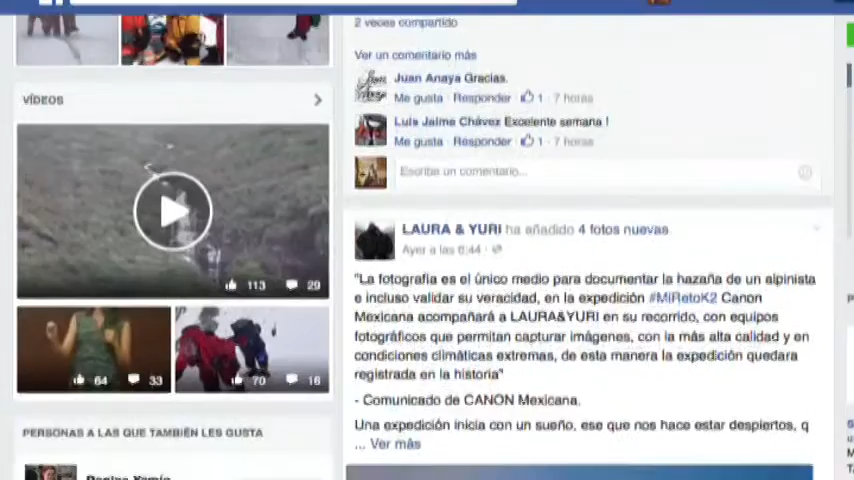 2 veces compartido
Ver un comentario más
Juan Anaya Gracias.
Me gusta · Responder · 1 · 7 horas
Luis Jaime Chávez Excelente semana !
Me gusta · Responder · 1 · 7 horas
Escribe un comentario...
VÍDEOS
113 29
64 33
70 16
PERSONAS A LAS QUE TAMBIÉN LES GUSTA
LAURA & YURI ha añadido 4 fotos nuevas
Ayer a las 6:44
"La fotografía es el único medio para documentar la hazaña de un alpinista
e incluso validar su veracidad, en la expedición #MiRetoK2 Canon
Mexicana acompañará a LAURA&YURI en su recorrido, con equipos
fotográficos que permitan capturar imágenes, con la más alta calidad y en
condiciones climáticas extremas, de esta manera la expedición quedara
registrada en la historia"
- Comunicado de CANON Mexicana.
Una expedición inicia con un sueño, ese que nos hace estar despiertos, q
... Ver más